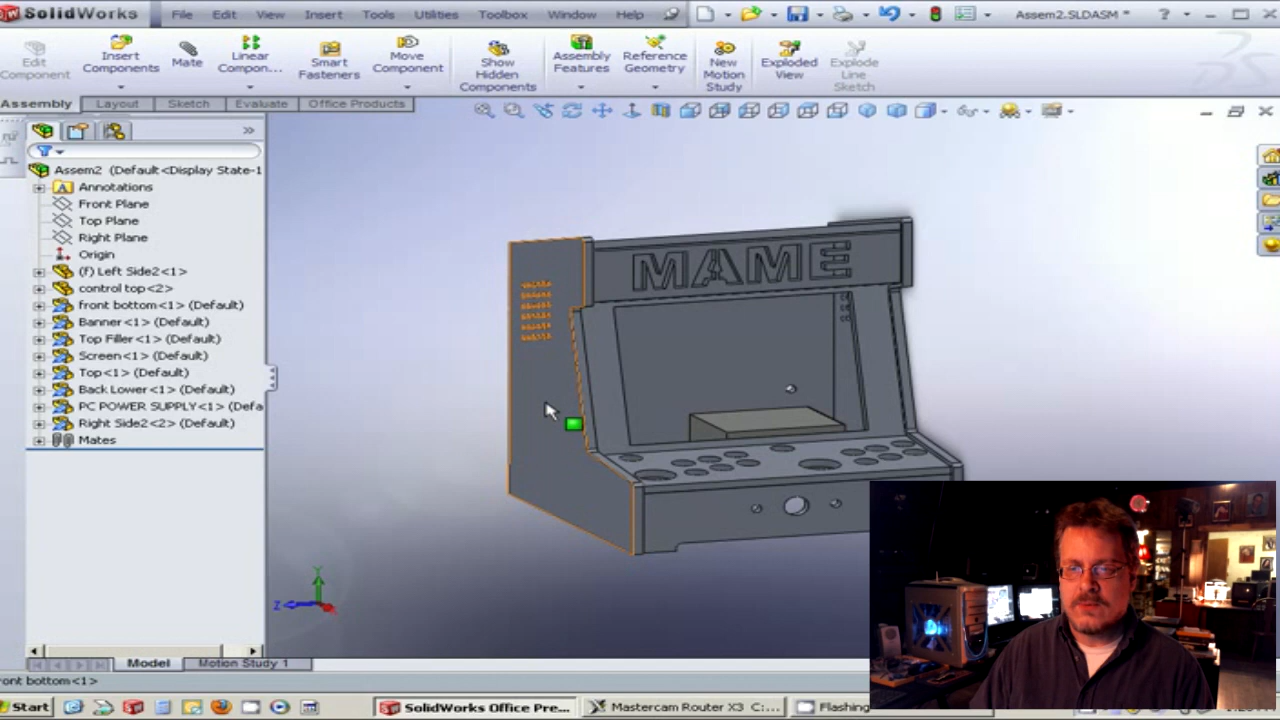 SolidWorks File Edit View Insert Tools Utilities Toolbox Window Help Assem2.SLDASM *
Edit Component
Insert Components
Mate
Linear Compon...
Smart Fasteners
Move Component
Show Hidden Components
Assembly Features
Reference Geometry
New Motion Study
Exploded View
Explode Line Sketch
Assembly Layout Sketch Evaluate Office Products
Assem2 (Default<Display State-1
Annotations
Front Plane
Top Plane
Right Plane
Origin
(f) Left Side2<1>
control top<2>
front bottom<1> (Default)
Banner<1> (Default)
Top Filler<1> (Default)
Screen<1> (Default)
Top<1> (Default)
Back Lower<1> (Default)
PC POWER SUPPLY<1> (Defa
Right Side2<2> (Default)
Mates
MAME
Y
Z
Model Motion Study 1
ront bottom<1>
Start SolidWorks Office Pre... Mastercam Router X3 C:... Flashing